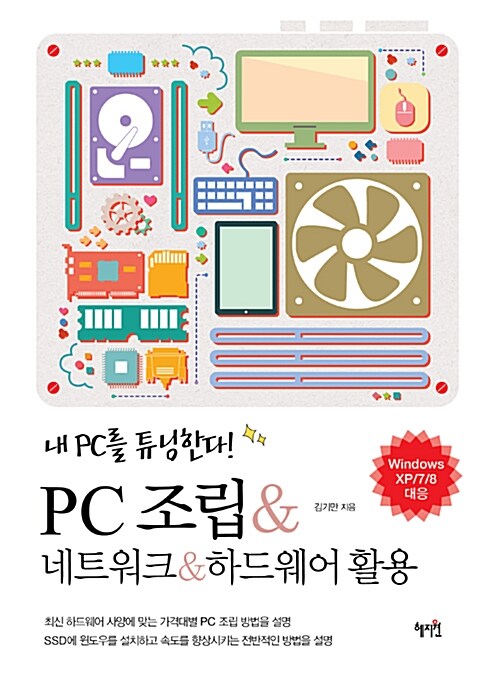 내 PC를 튜닝한다!
Windows
XP/7/8
대응
PC 조립 &
김기만 지음
네트워크&하드웨어 활용
최신 하드웨어 사양에 맞는 가격대별 PC 조립 방법을 설명
SSD에 윈도우를 설치하고 속도를 향상시키는 전반적인 방법을 설명
혜지원